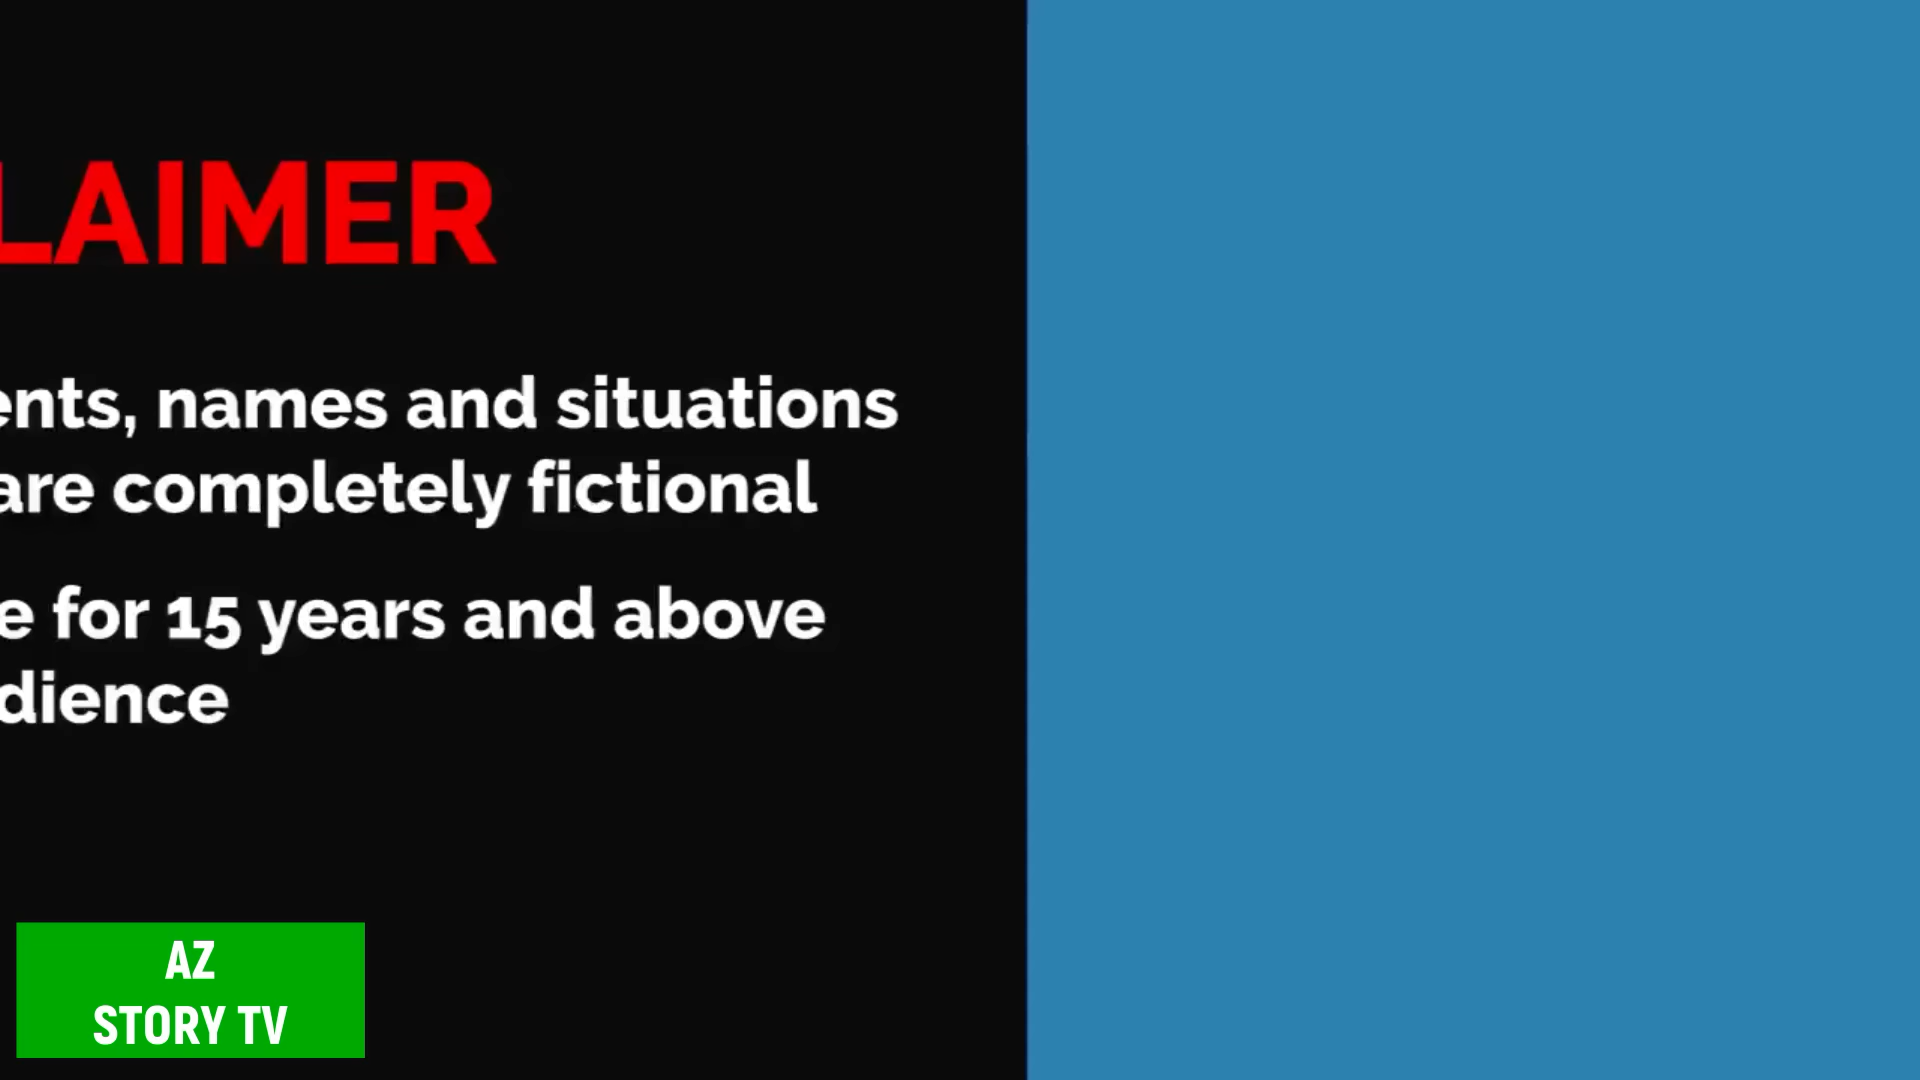 LAIMER
ents, names and situations
are completely fictional
e for 15 years and above
dience
AZ
STORY TV